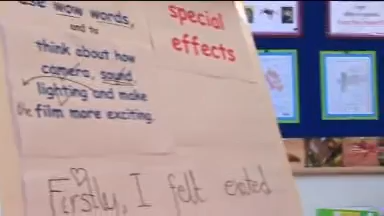 use wow words,
and to
think about how
camera, sound,
lighting and make
the film more exciting.
special
effects
Firstly, I felt exited